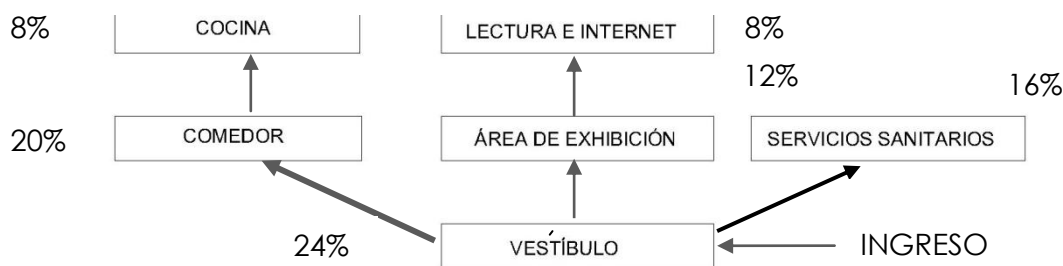 8% COCINA LECTURA E INTERNET 8%
12% 16%
20% COMEDOR ÁREA DE EXHIBICIÓN SERVICIOS SANITARIOS
24% VESTÍBULO INGRESO